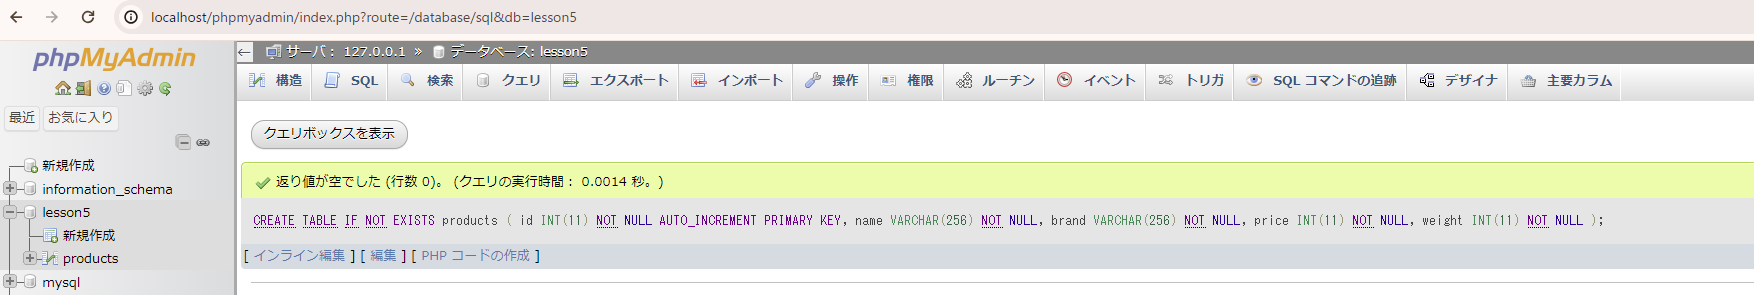 localhost/phpmyadmin/index.php?route=/database/sql&db=lesson5
phpMyAdmin
最近 お気に入り
新規作成
information_schema
lesson5
新規作成
products
mysql
サーバ: 127.0.0.1 » データベース: lesson5
構造 SQL 検索 クエリ エクスポート インポート 操作 権限 ルーチン イベント トリガ SQL コマンドの追跡 デザイナ 主要カラム
クエリボックスを表示
返り値が空でした (行数 0)。 (クエリの実行時間: 0.0014 秒。)
CREATE TABLE IF NOT EXISTS products ( id INT(11) NOT NULL AUTO_INCREMENT PRIMARY KEY, name VARCHAR(256) NOT NULL, brand VARCHAR(256) NOT NULL, price INT(11) NOT NULL, weight INT(11) NOT NULL );
[ インライン編集 ] [ 編集 ] [ PHP コードの作成 ]